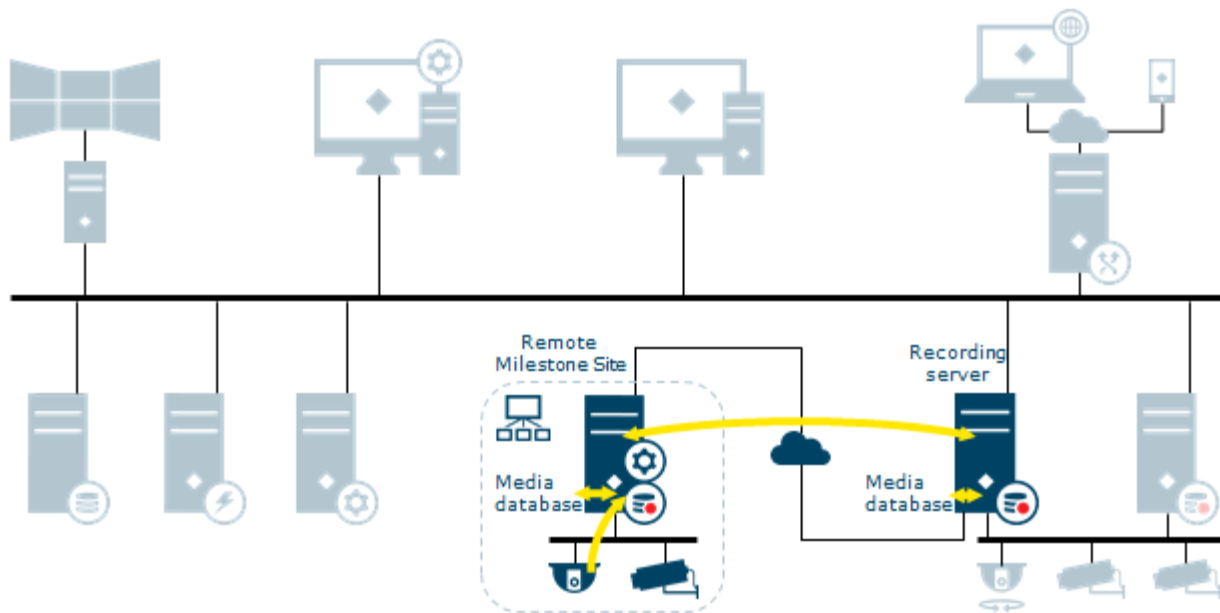 Remote
Milestone Site
Recording
server
Media
database
Media
database